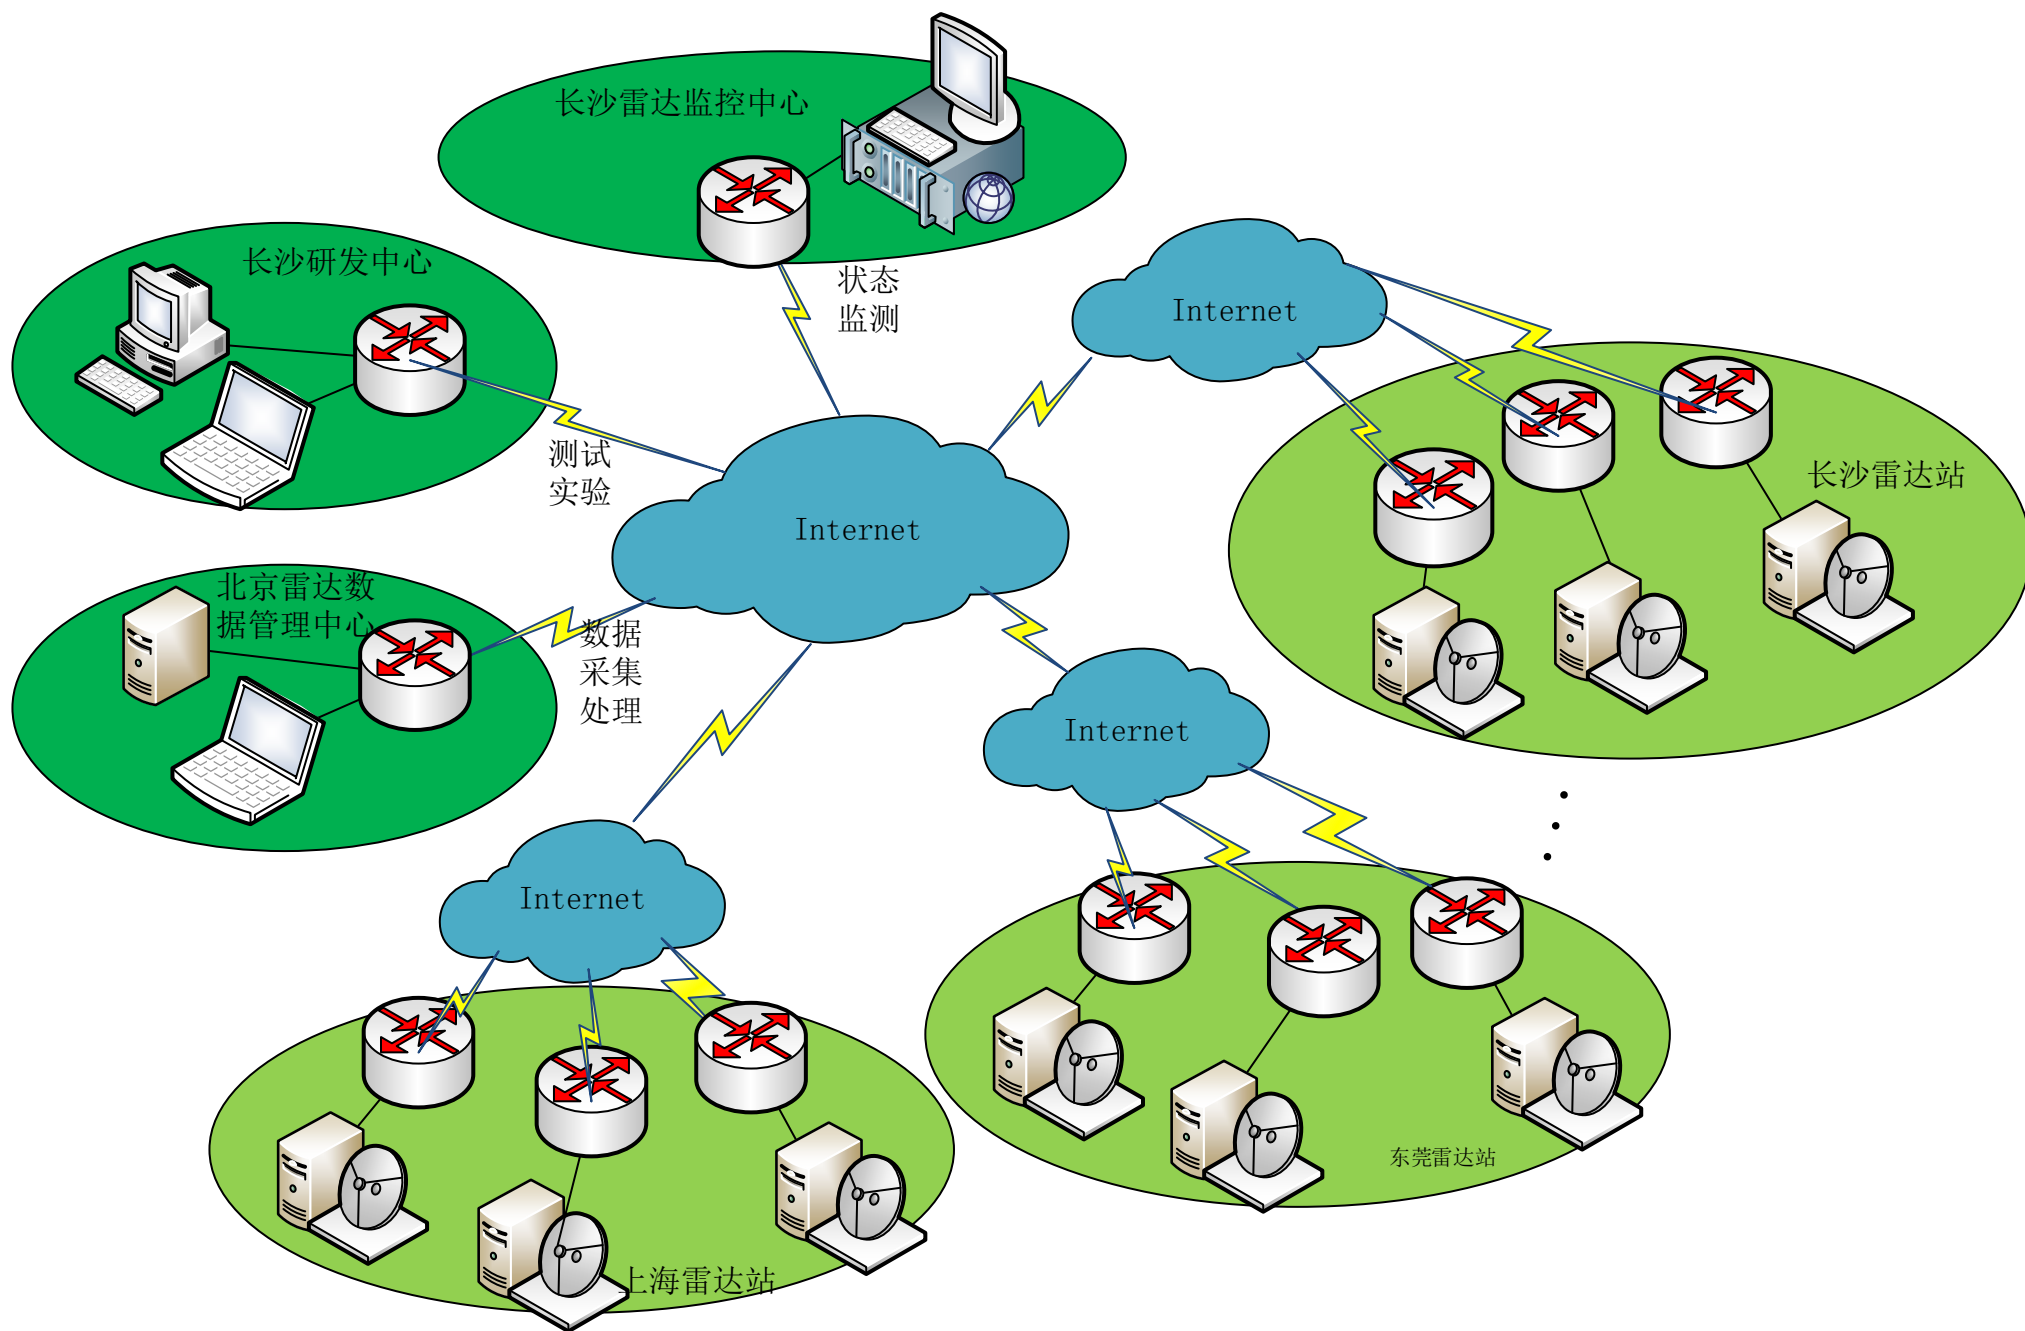 长沙雷达监控中心
长沙研发中心
状态
监测
Internet
测试
实验
长沙雷达站
Internet
北京雷达数
据管理中心
数据
采集
处理
Internet
Internet
东莞雷达站
上海雷达站